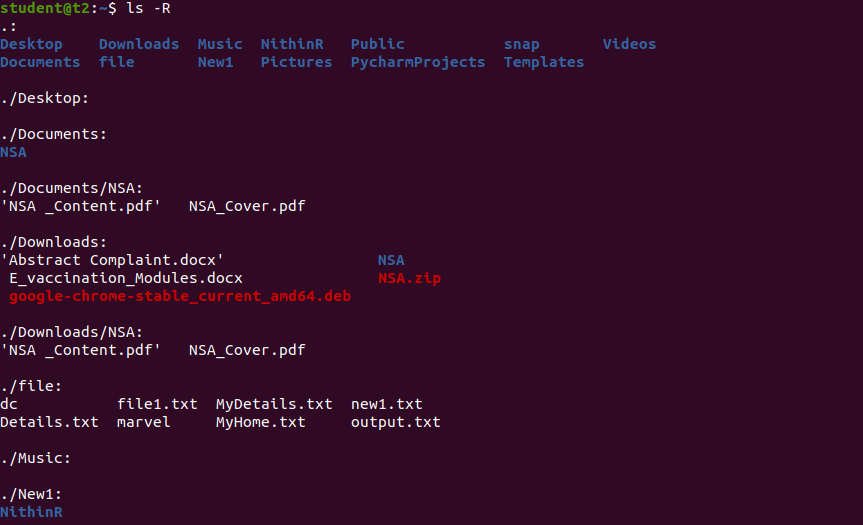 student@t2:~$ ls -R
.:
Desktop    Downloads  Music  NithinR   Public           snap       Videos
Documents  file       New1   Pictures  PycharmProjects  Templates
./Desktop:
./Documents:
NSA
./Documents/NSA:
'NSA _Content.pdf'   NSA_Cover.pdf
./Downloads:
'Abstract Complaint.docx'                 NSA
 E_vaccination_Modules.docx               NSA.zip
 google-chrome-stable_current_amd64.deb
./Downloads/NSA:
'NSA _Content.pdf'   NSA_Cover.pdf
./file:
dc           file1.txt  MyDetails.txt  new1.txt
Details.txt  marvel     MyHome.txt     output.txt
./Music:
./New1:
NithinR